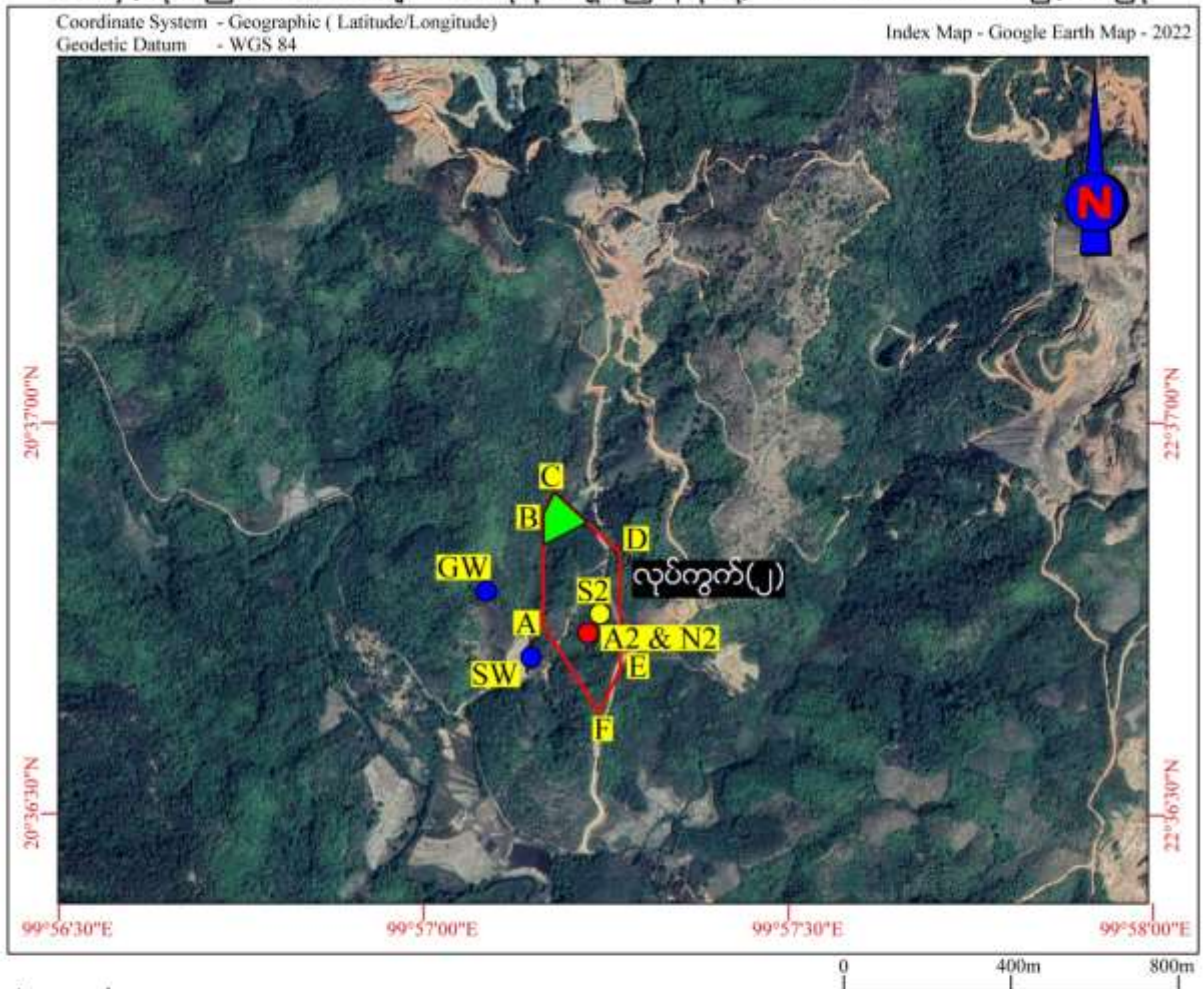 Coordinate System - Geographic ( Latitude/Longitude)
Geodetic Datum - WGS 84
Index Map - Google Earth Map - 2022
N
20°37'00"N
22°37'00"N
C
B
D
GW
လုပ်ကွက်(၂)
S2
A
A2 & N2
SW
E
F
20°36'30"N
22°36'30"N
99°56'30"E
99°57'00"E
99°57'30"E
99°58'00"E
0
400m
800m